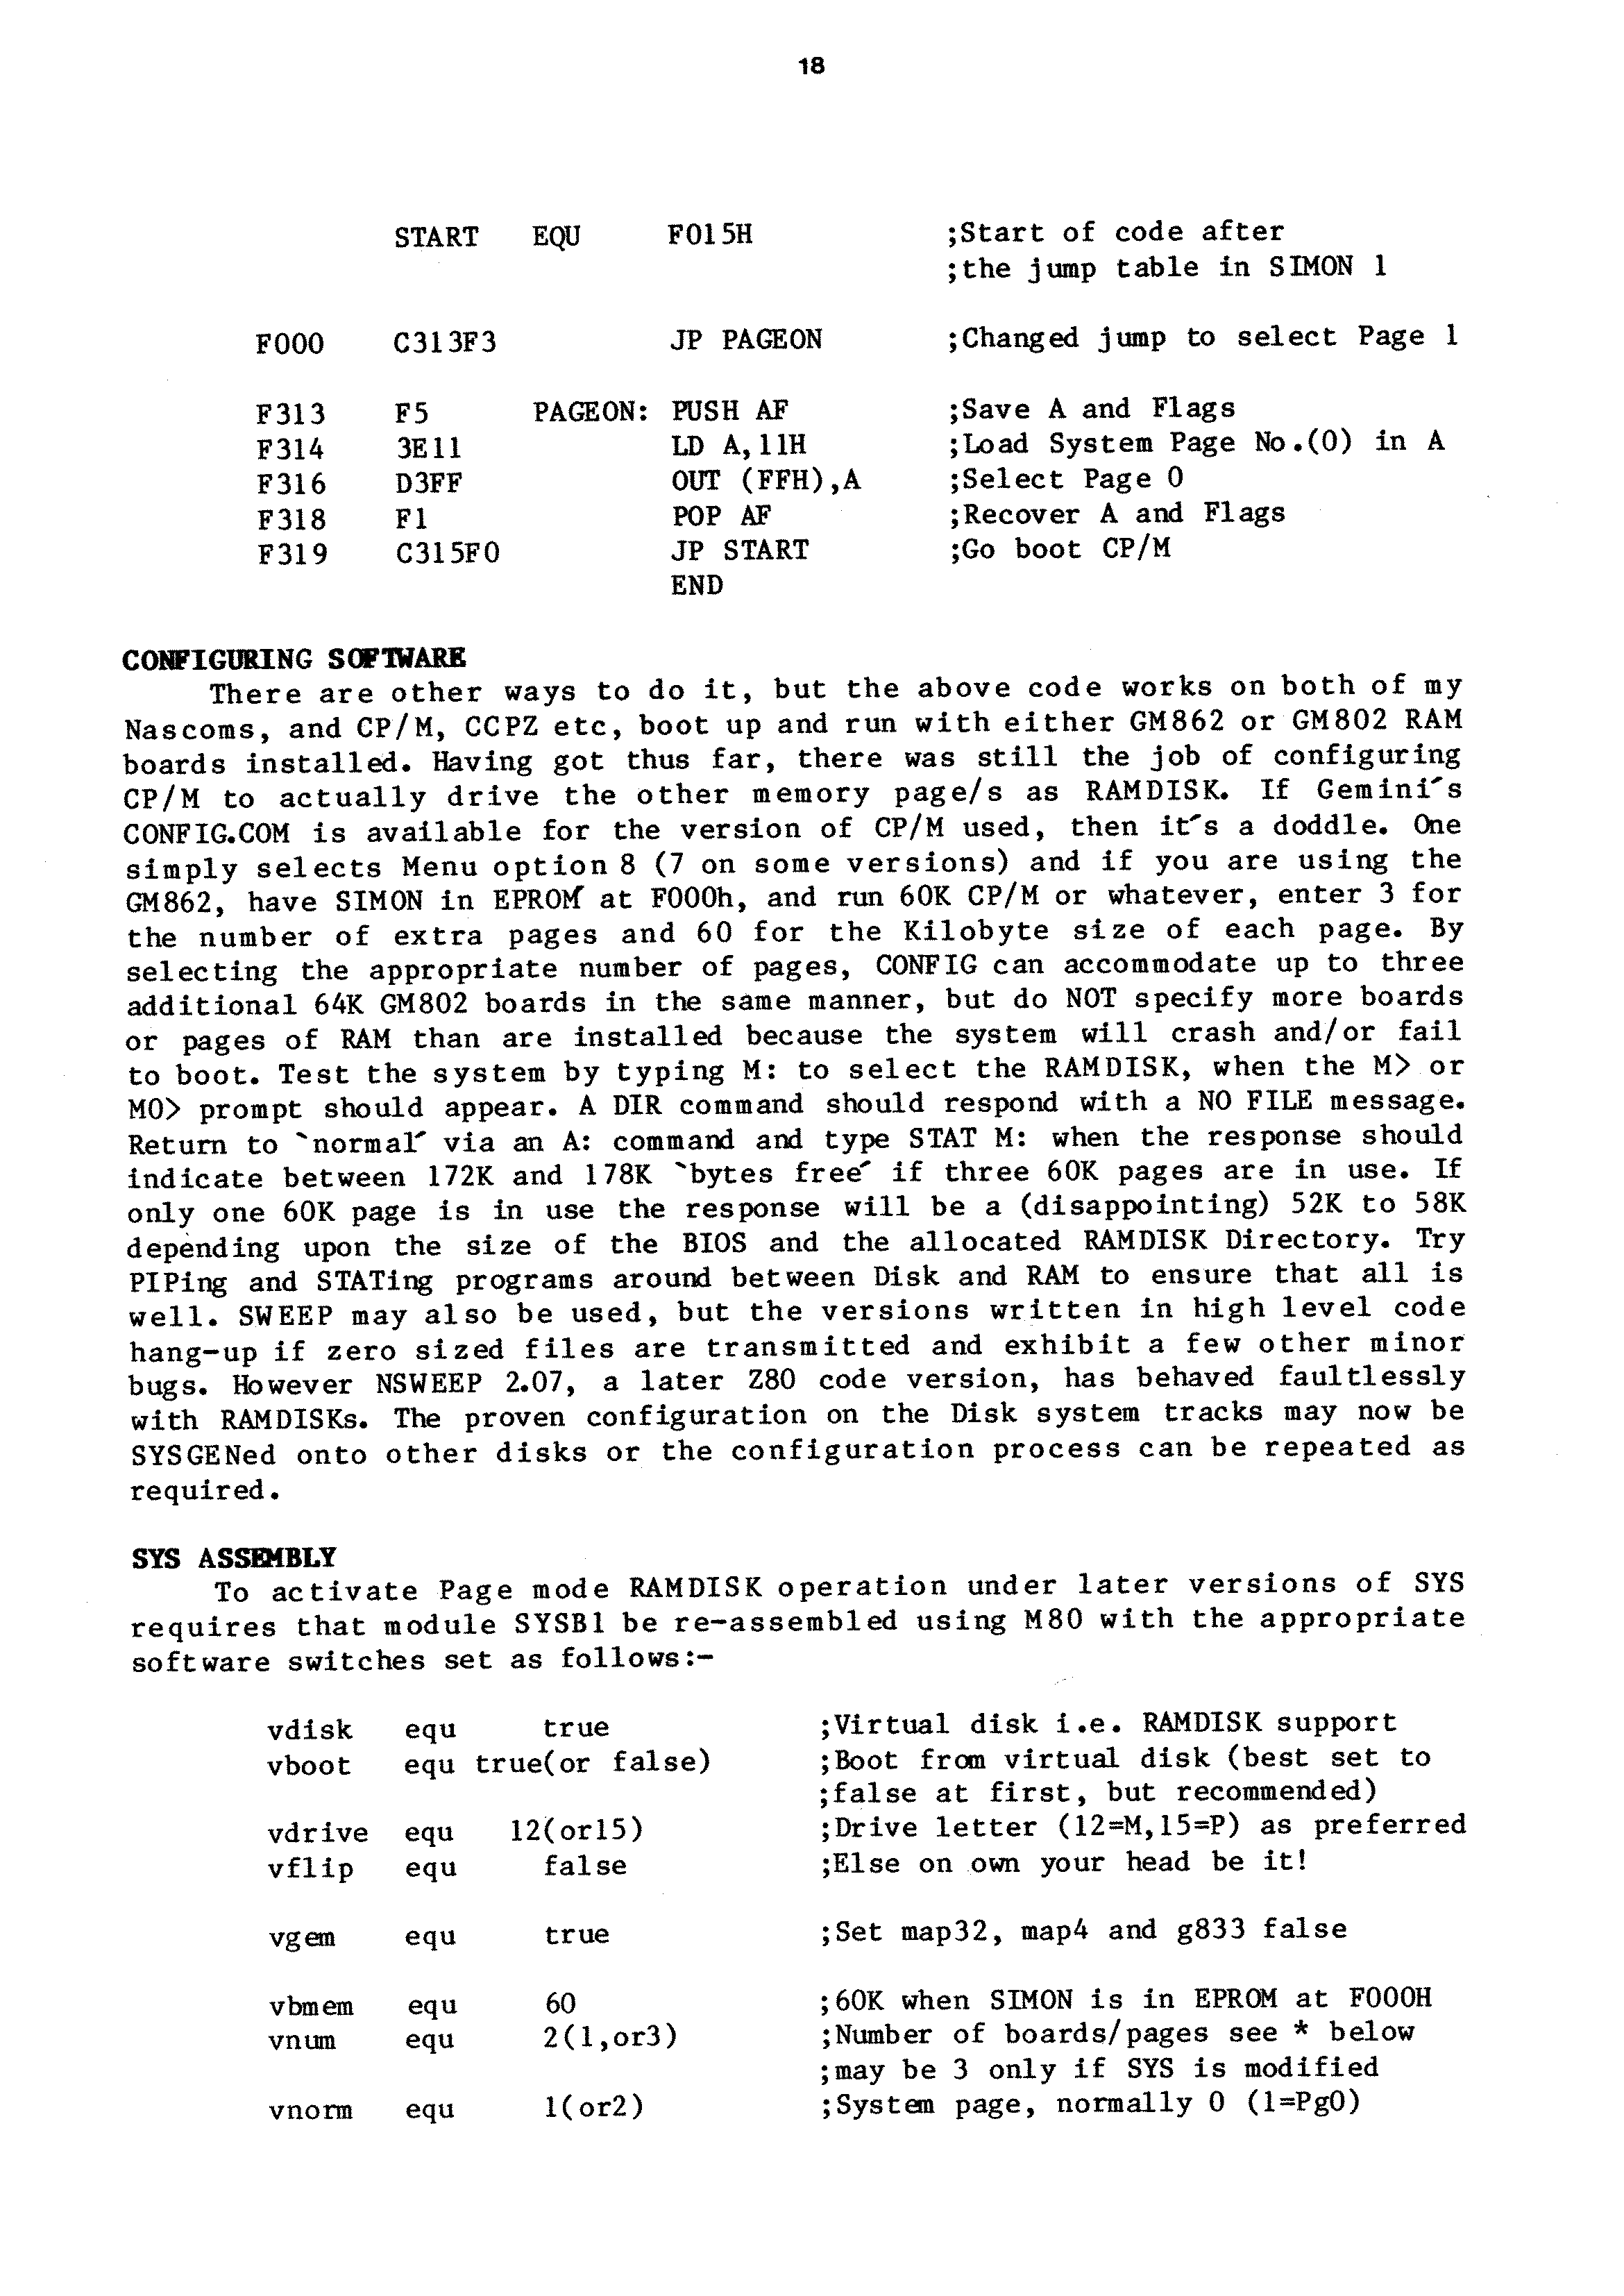 18
START EQU F015H ;Start of code after
;the jump table in SIMON 1
F000 C313F3 JP PAGEON ;Changed jump to select Page 1
F313 F5 PAGEON: PUSH AF ;Save A and Flags
F314 3E11 LD A,11H ;Load System Page No.(0) in A
F316 D3FF OUT (FFH),A ;Select Page 0
F318 F1 POP AF ;Recover A and Flags
F319 C315F0 JP START ;Go boot CP/M
END
CONFIGURING SOFTWARE
There are other ways to do it, but the above code works on both of my
Nascoms, and CP/M, CCPZ etc, boot up and run with either GM862 or GM802 RAM
boards installed. Having got thus far, there was still the job of configuring
CP/M to actually drive the other memory page/s as RAMDISK. If Gemini's
CONFIG.COM is available for the version of CP/M used, then it's a doddle. One
simply selects Menu option 8 (7 on some versions) and if you are using the
GM862, have SIMON in EPROM at F000h, and run 60K CP/M or whatever, enter 3 for
the number of extra pages and 60 for the Kilobyte size of each page. By
selecting the appropriate number of pages, CONFIG can accommodate up to three
additional 64K GM802 boards in the same manner, but do NOT specify more boards
or pages of RAM than are installed because the system will crash and/or fail
to boot. Test the system by typing M: to select the RAMDISK, when the M> or
M0> prompt should appear. A DIR command should respond with a NO FILE message.
Return to `normal' via an A: command and type STAT M: when the response should
indicate between 172K and 178K `bytes free' if three 60K pages are in use. If
only one 60K page is in use the response will be a (disappointing) 52K to 58K
depending upon the size of the BIOS and the allocated RAMDISK Directory. Try
PIPing and STATing programs around between Disk and RAM to ensure that all is
well. SWEEP may also be used, but the versions written in high level code
hang-up if zero sized files are transmitted and exhibit a few other minor
bugs. However NSWEEP 2.07, a later Z80 code version, has behaved faultlessly
with RAMDISKs. The proven configuration on the Disk system tracks may now be
SYSGENed onto other disks or the configuration process can be repeated as
required.
SYS ASSEMBLY
To activate Page mode RAMDISK operation under later versions of SYS
requires that module SYSB1 be re-assembled using M80 with the appropriate
software switches set as follows:-
vdisk equ true ;Virtual disk i.e. RAMDISK support
vboot equ true(or false) ;Boot from virtual disk (best set to
;false at first, but recommended)
vdrive equ 12(or15) ;Drive letter (12=M,15=P) as preferred
vflip equ false ;Else on own your head be it!
vgem equ true ;Set map32, map4 and g833 false
vbmem equ 60 ;60K when SIMON is in EPROM at F000H
vnum equ 2(1,or3) ;Number of boards/pages see * below
;may be 3 only if SYS is modified
vnorm equ 1(or2) ;System page, normally 0 (1=Pg0)